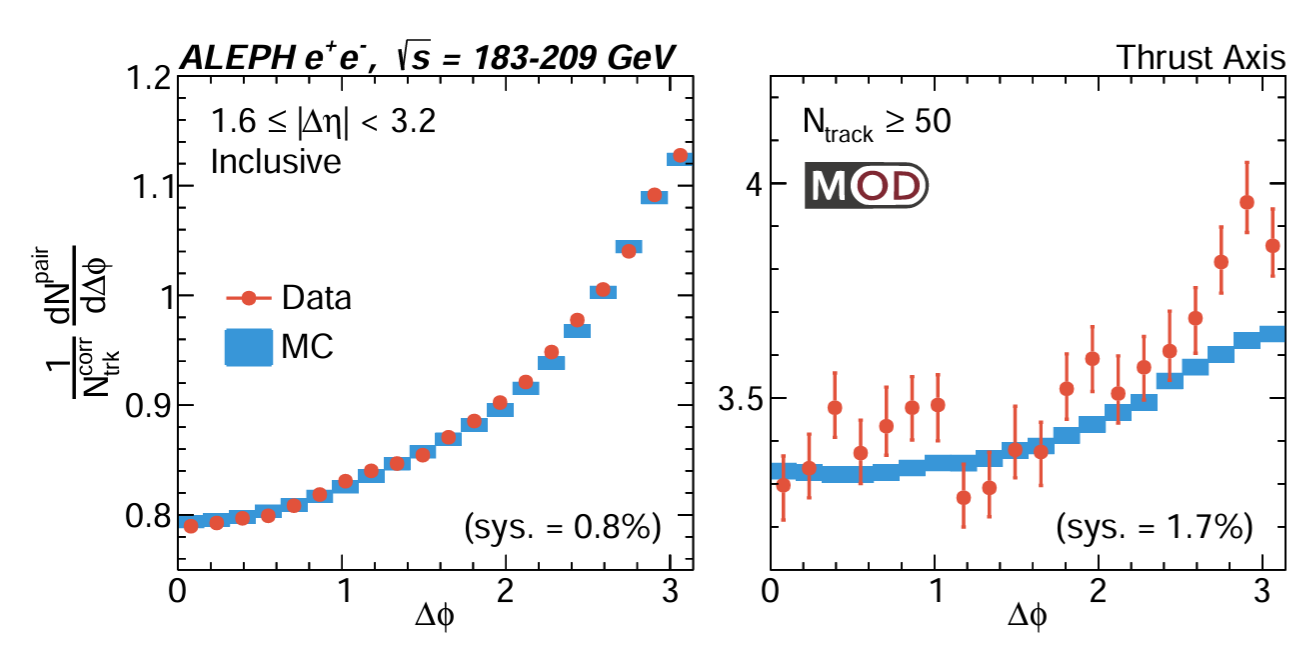 ALEPH e⁺e⁻, √s = 183-209 GeV
Thrust Axis
1.6 ≤ |Δη| < 3.2
Inclusive
Data
MC
(sys. = 0.8%)
1/N_trk^corr dN^pair/dΔϕ
1.2
1.1
1
0.9
0.8
0 1 2 3
Δϕ
N_track ≥ 50
MOD
(sys. = 1.7%)
4
3.5
0 1 2 3
Δϕ